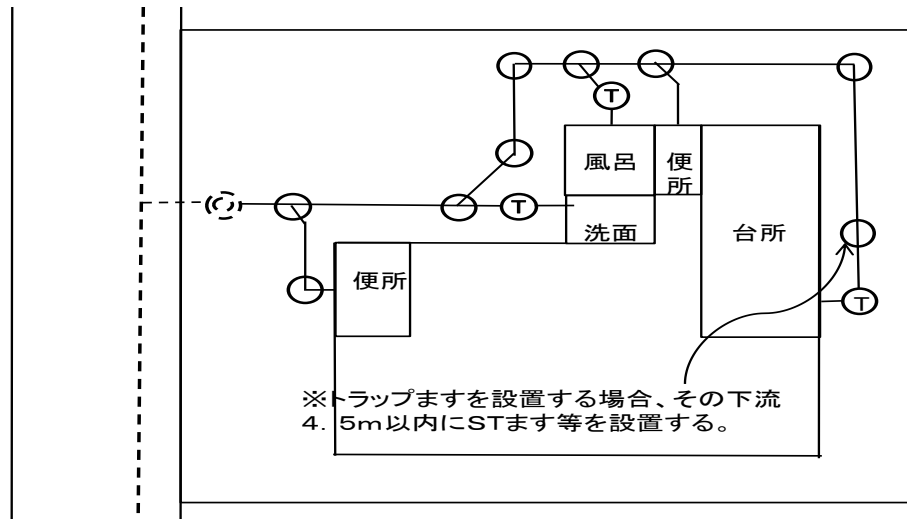 T
風呂
便
所
T
洗面
台所
便所
T
※トラップますを設置する場合、その下流
4．5m以内にSTます等を設置する。